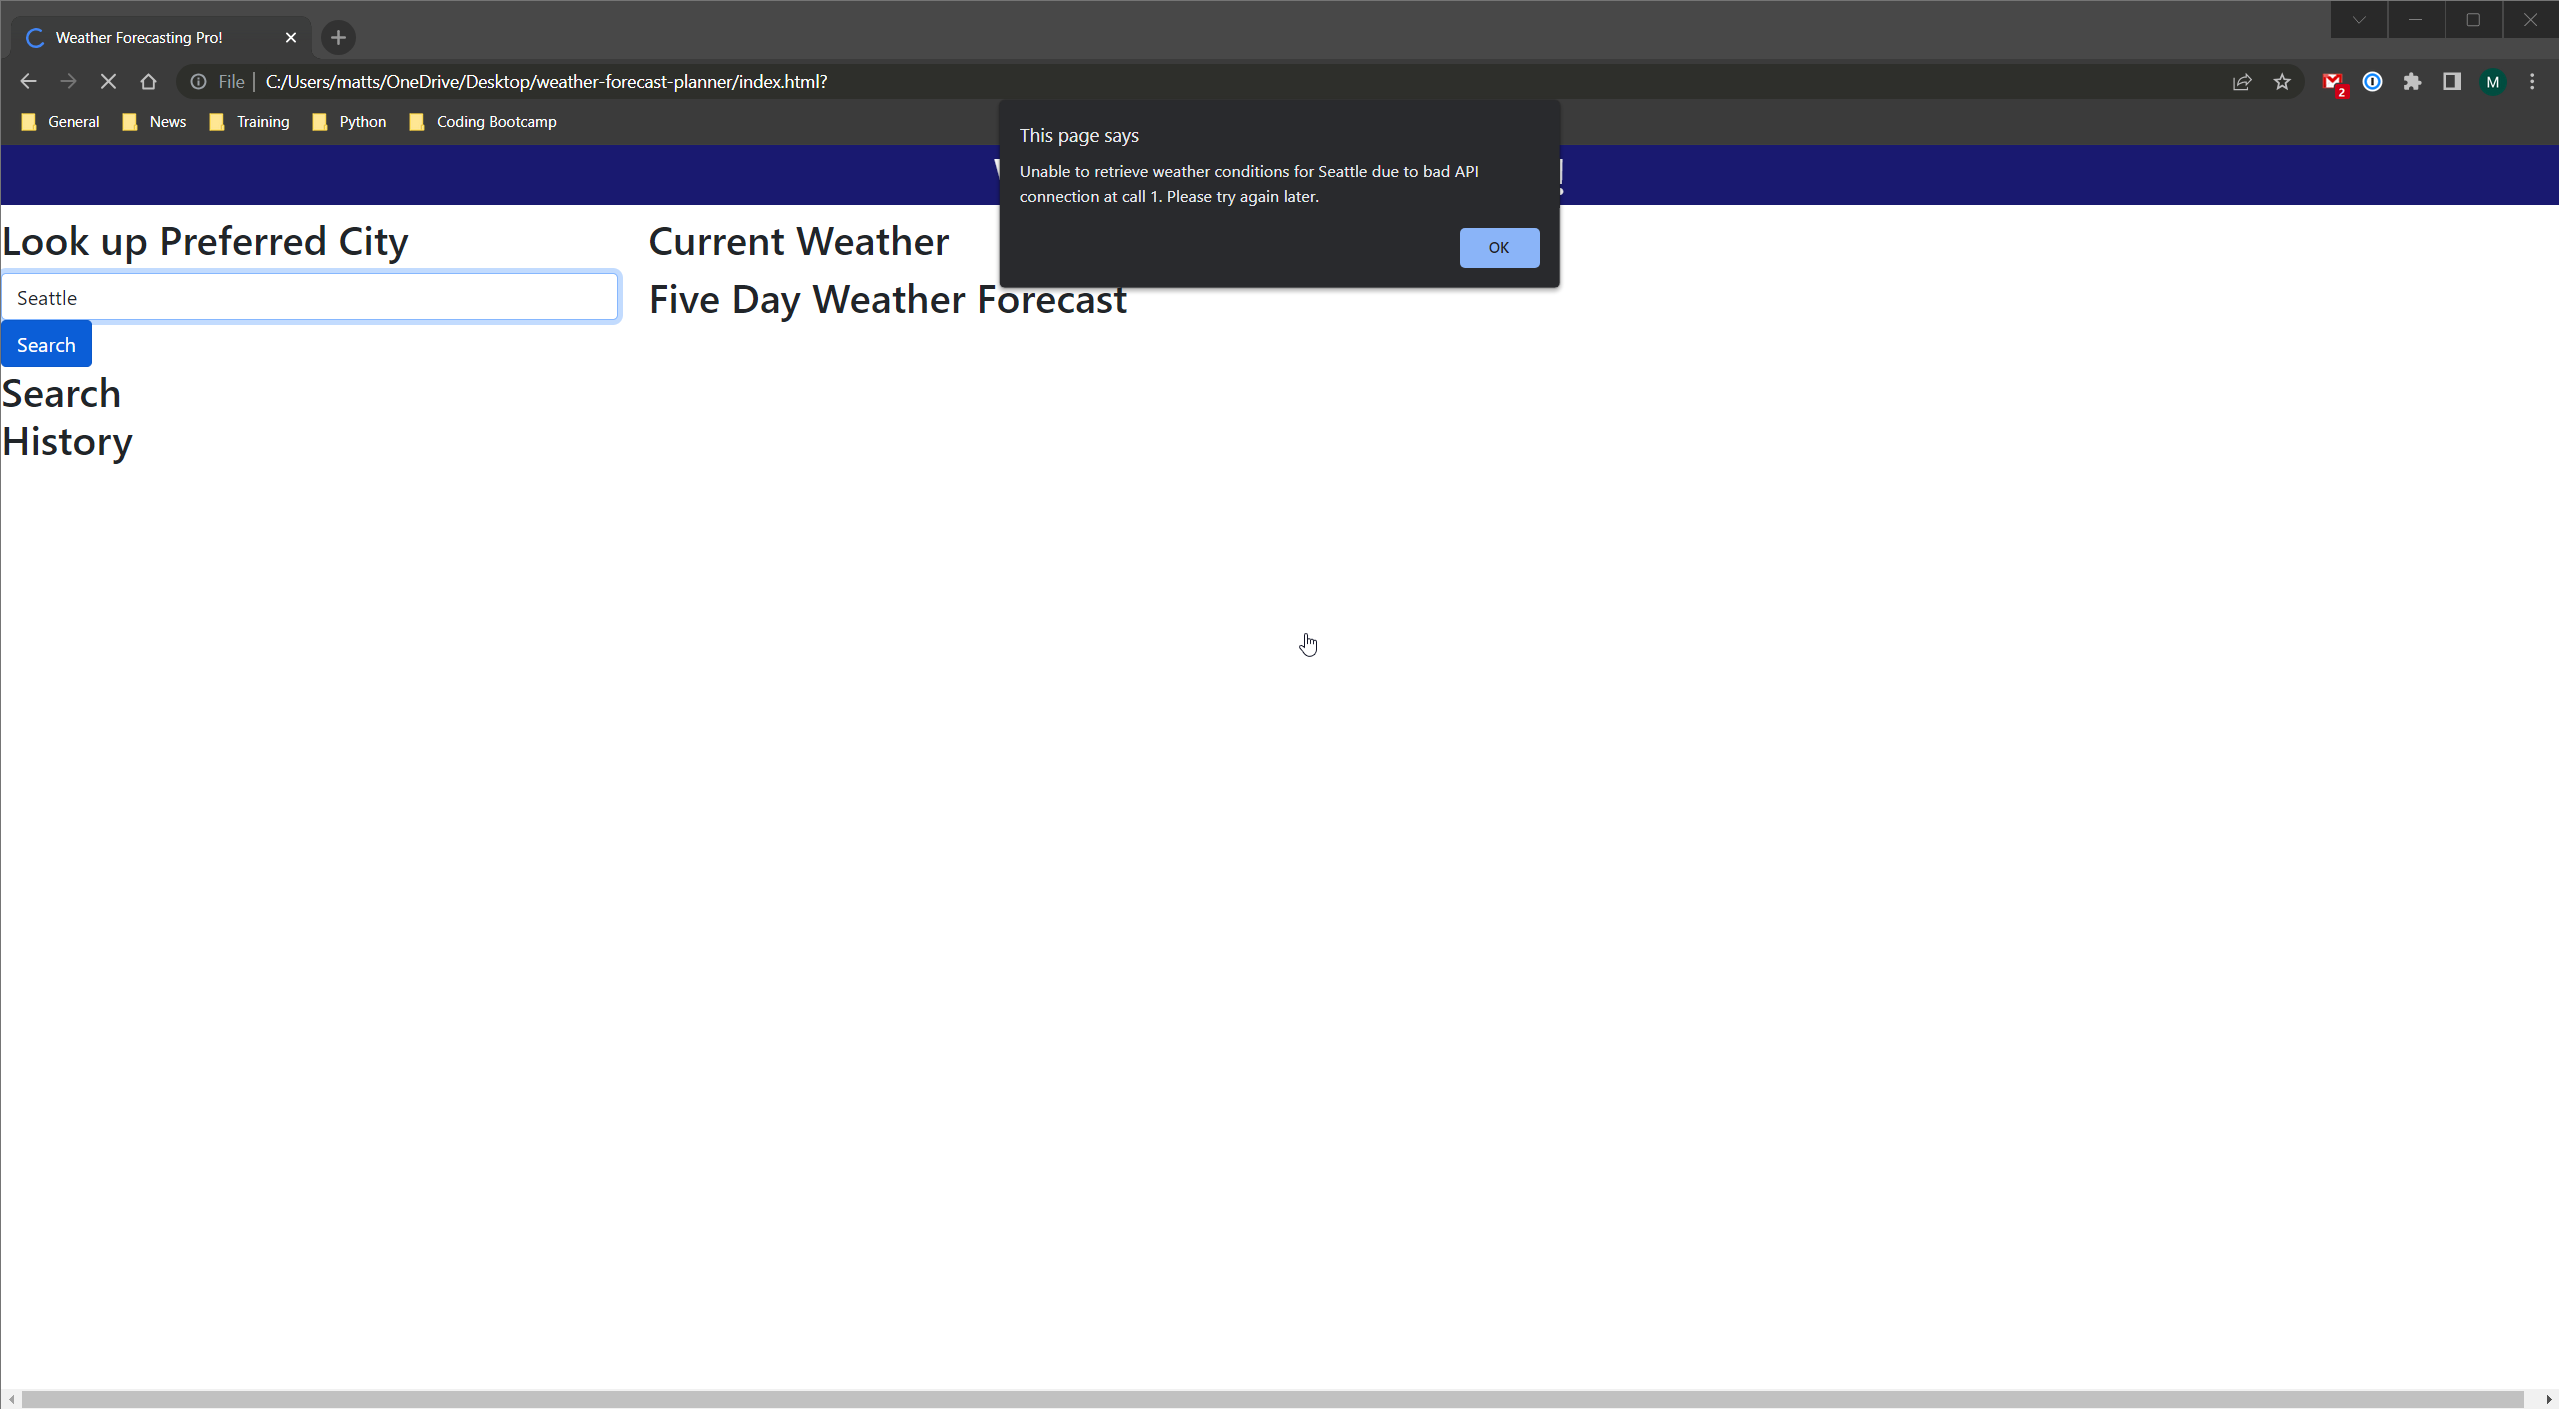 Weather Forecasting Pro!
File | C:/Users/matts/OneDrive/Desktop/weather-forecast-planner/index.html?
2
M
General
News
Training
Python
Coding Bootcamp
This page says
Unable to retrieve weather conditions for Seattle due to bad API
connection at call 1. Please try again later.
OK
!
Look up Preferred City
Seattle
Search
Search
History
Current Weather
Five Day Weather Forecast